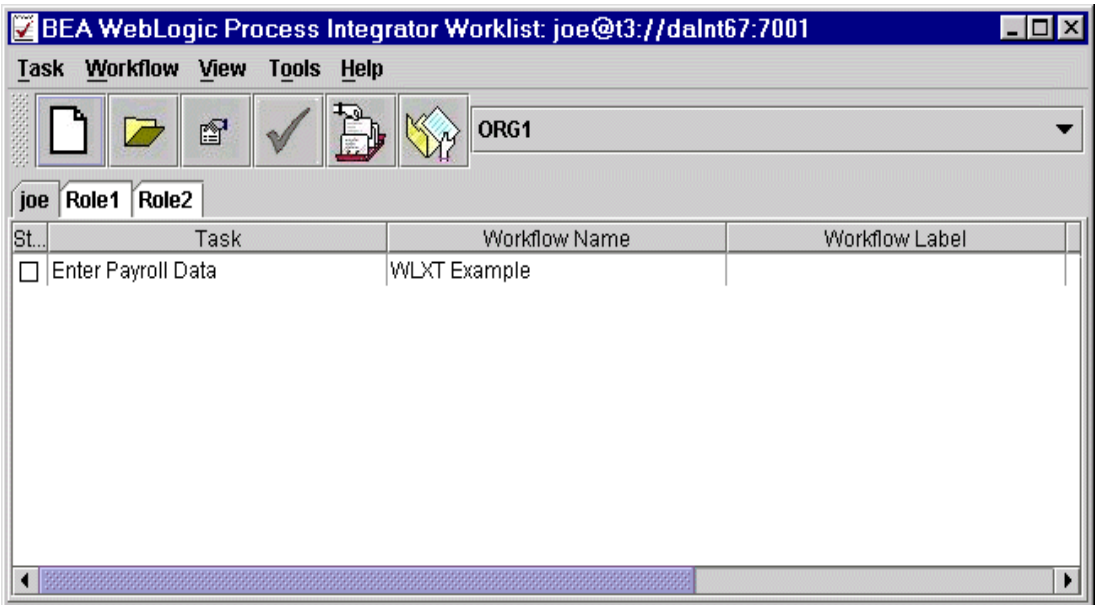 BEA WebLogic Process Integrator Worklist: joe@t3://dalnt67:7001
Task Workflow View Tools Help
ORG1
joe Role1 Role2
St... Task Workflow Name Workflow Label
Enter Payroll Data WLXT Example